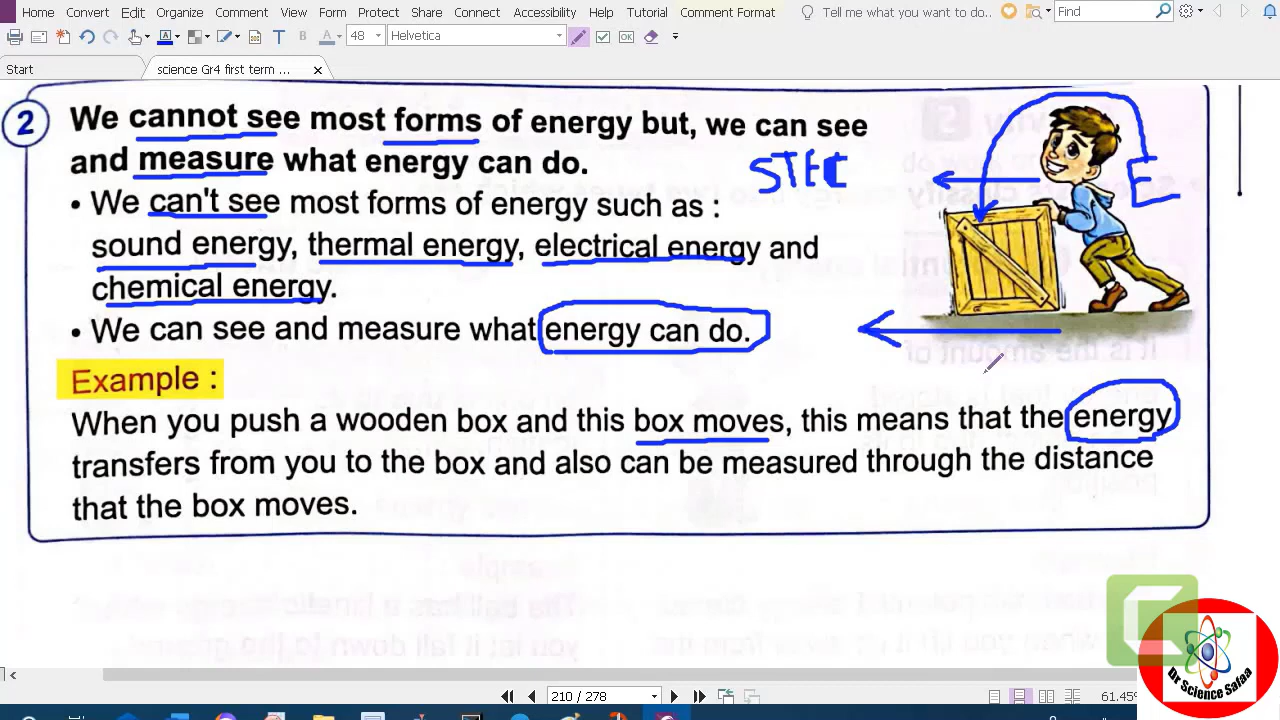 File Home Convert Edit Organize Comment View Form Protect Share Connect Accessibility Help Tutorial Comment Format Tell me what you want to do.. Find
48 Helvetica
Start science Gr4 first term ...
2 We cannot see most forms of energy but, we can see
and measure what energy can do.
STEC
E
• We can't see most forms of energy such as :
sound energy, thermal energy, electrical energy and
chemical energy.
• We can see and measure what energy can do.
Example :
When you push a wooden box and this box moves, this means that the energy
transfers from you to the box and also can be measured through the distance
that the box moves.
210 / 278 61.45%
Dr Science Safaa